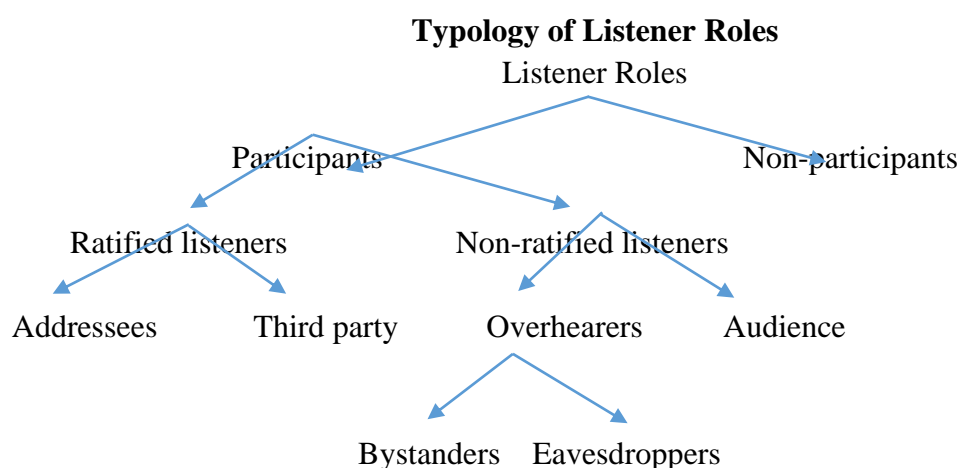 Typology of Listener Roles
Listener Roles
Participants Non-participants
Ratified listeners Non-ratified listeners
Addressees Third party Overhearers Audience
Bystanders Eavesdroppers